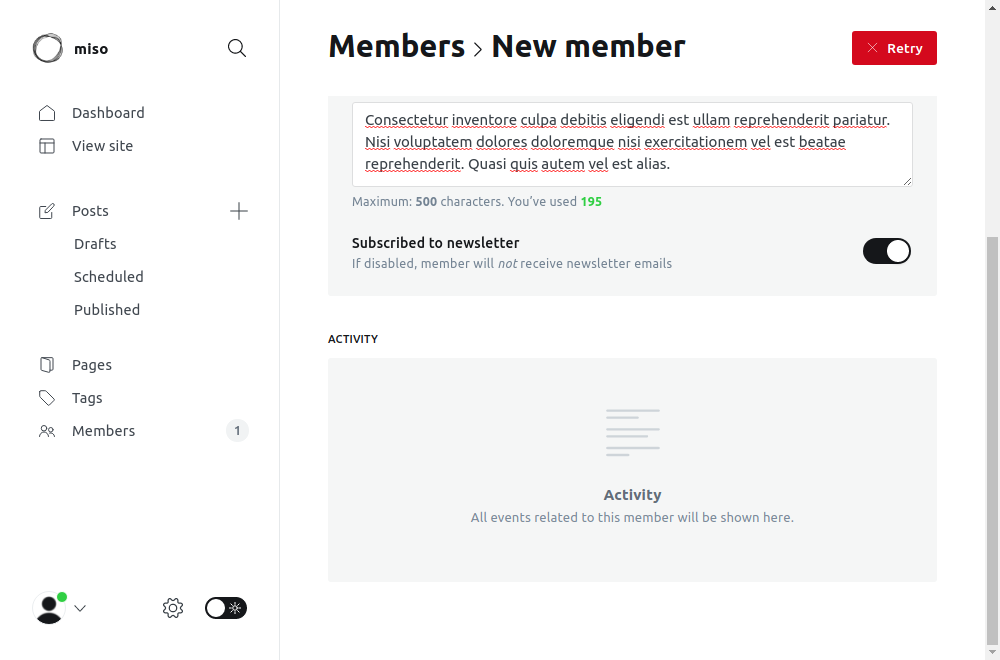 miso
Dashboard
View site
Posts
Drafts
Scheduled
Published
Pages
Tags
Members 1
Members > New member
Retry
Consectetur inventore culpa debitis eligendi est ullam reprehenderit pariatur.
Nisi voluptatem dolores doloremque nisi exercitationem vel est beatae
reprehenderit. Quasi quis autem vel est alias.
Maximum: 500 characters. You’ve used 195
Subscribed to newsletter
If disabled, member will not receive newsletter emails
ACTIVITY
Activity
All events related to this member will be shown here.